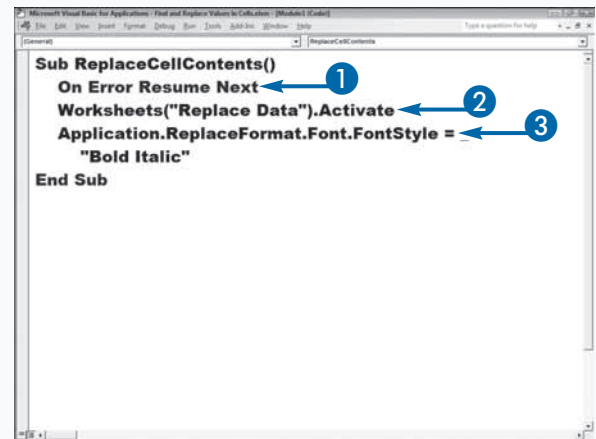 Microsoft Visual Basic for Applications - Find and Replace Values in Cells.xlsm - [Module1 (Code)]
File Edit View Insert Format Debug Run Tools Add-Ins Window Help Type a question for help
(General) ReplaceCellContents
Sub ReplaceCellContents()
On Error Resume Next 1
Worksheets("Replace Data").Activate 2
Application.ReplaceFormat.Font.FontStyle = _ 3
"Bold Italic"
End Sub